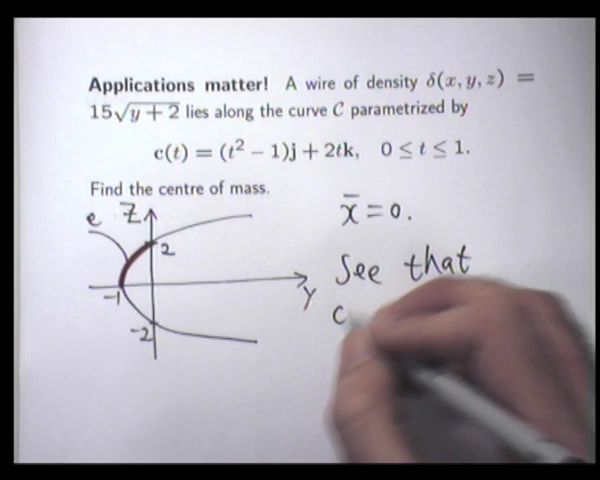 Applications matter! A wire of density δ(x, y, z) =
15√(y + 2) lies along the curve C parametrized by
c(t) = (t² − 1)j + 2tk, 0 ≤ t ≤ 1.
Find the centre of mass.
e Z
x̄ = 0.
2
See that
-1 Y
C
-2